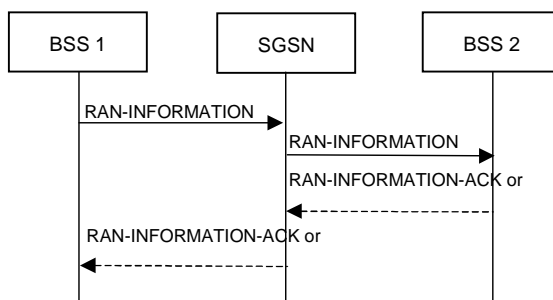 BSS 1
SGSN
BSS 2
RAN-INFORMATION
RAN-INFORMATION
RAN-INFORMATION-ACK or
RAN-INFORMATION-ACK or